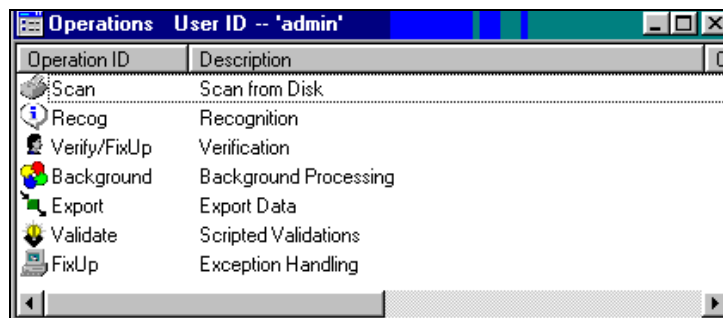 Operations User ID -- 'admin'
Operation ID Description
Scan Scan from Disk
Recog Recognition
Verify/FixUp Verification
Background Background Processing
Export Export Data
Validate Scripted Validations
FixUp Exception Handling